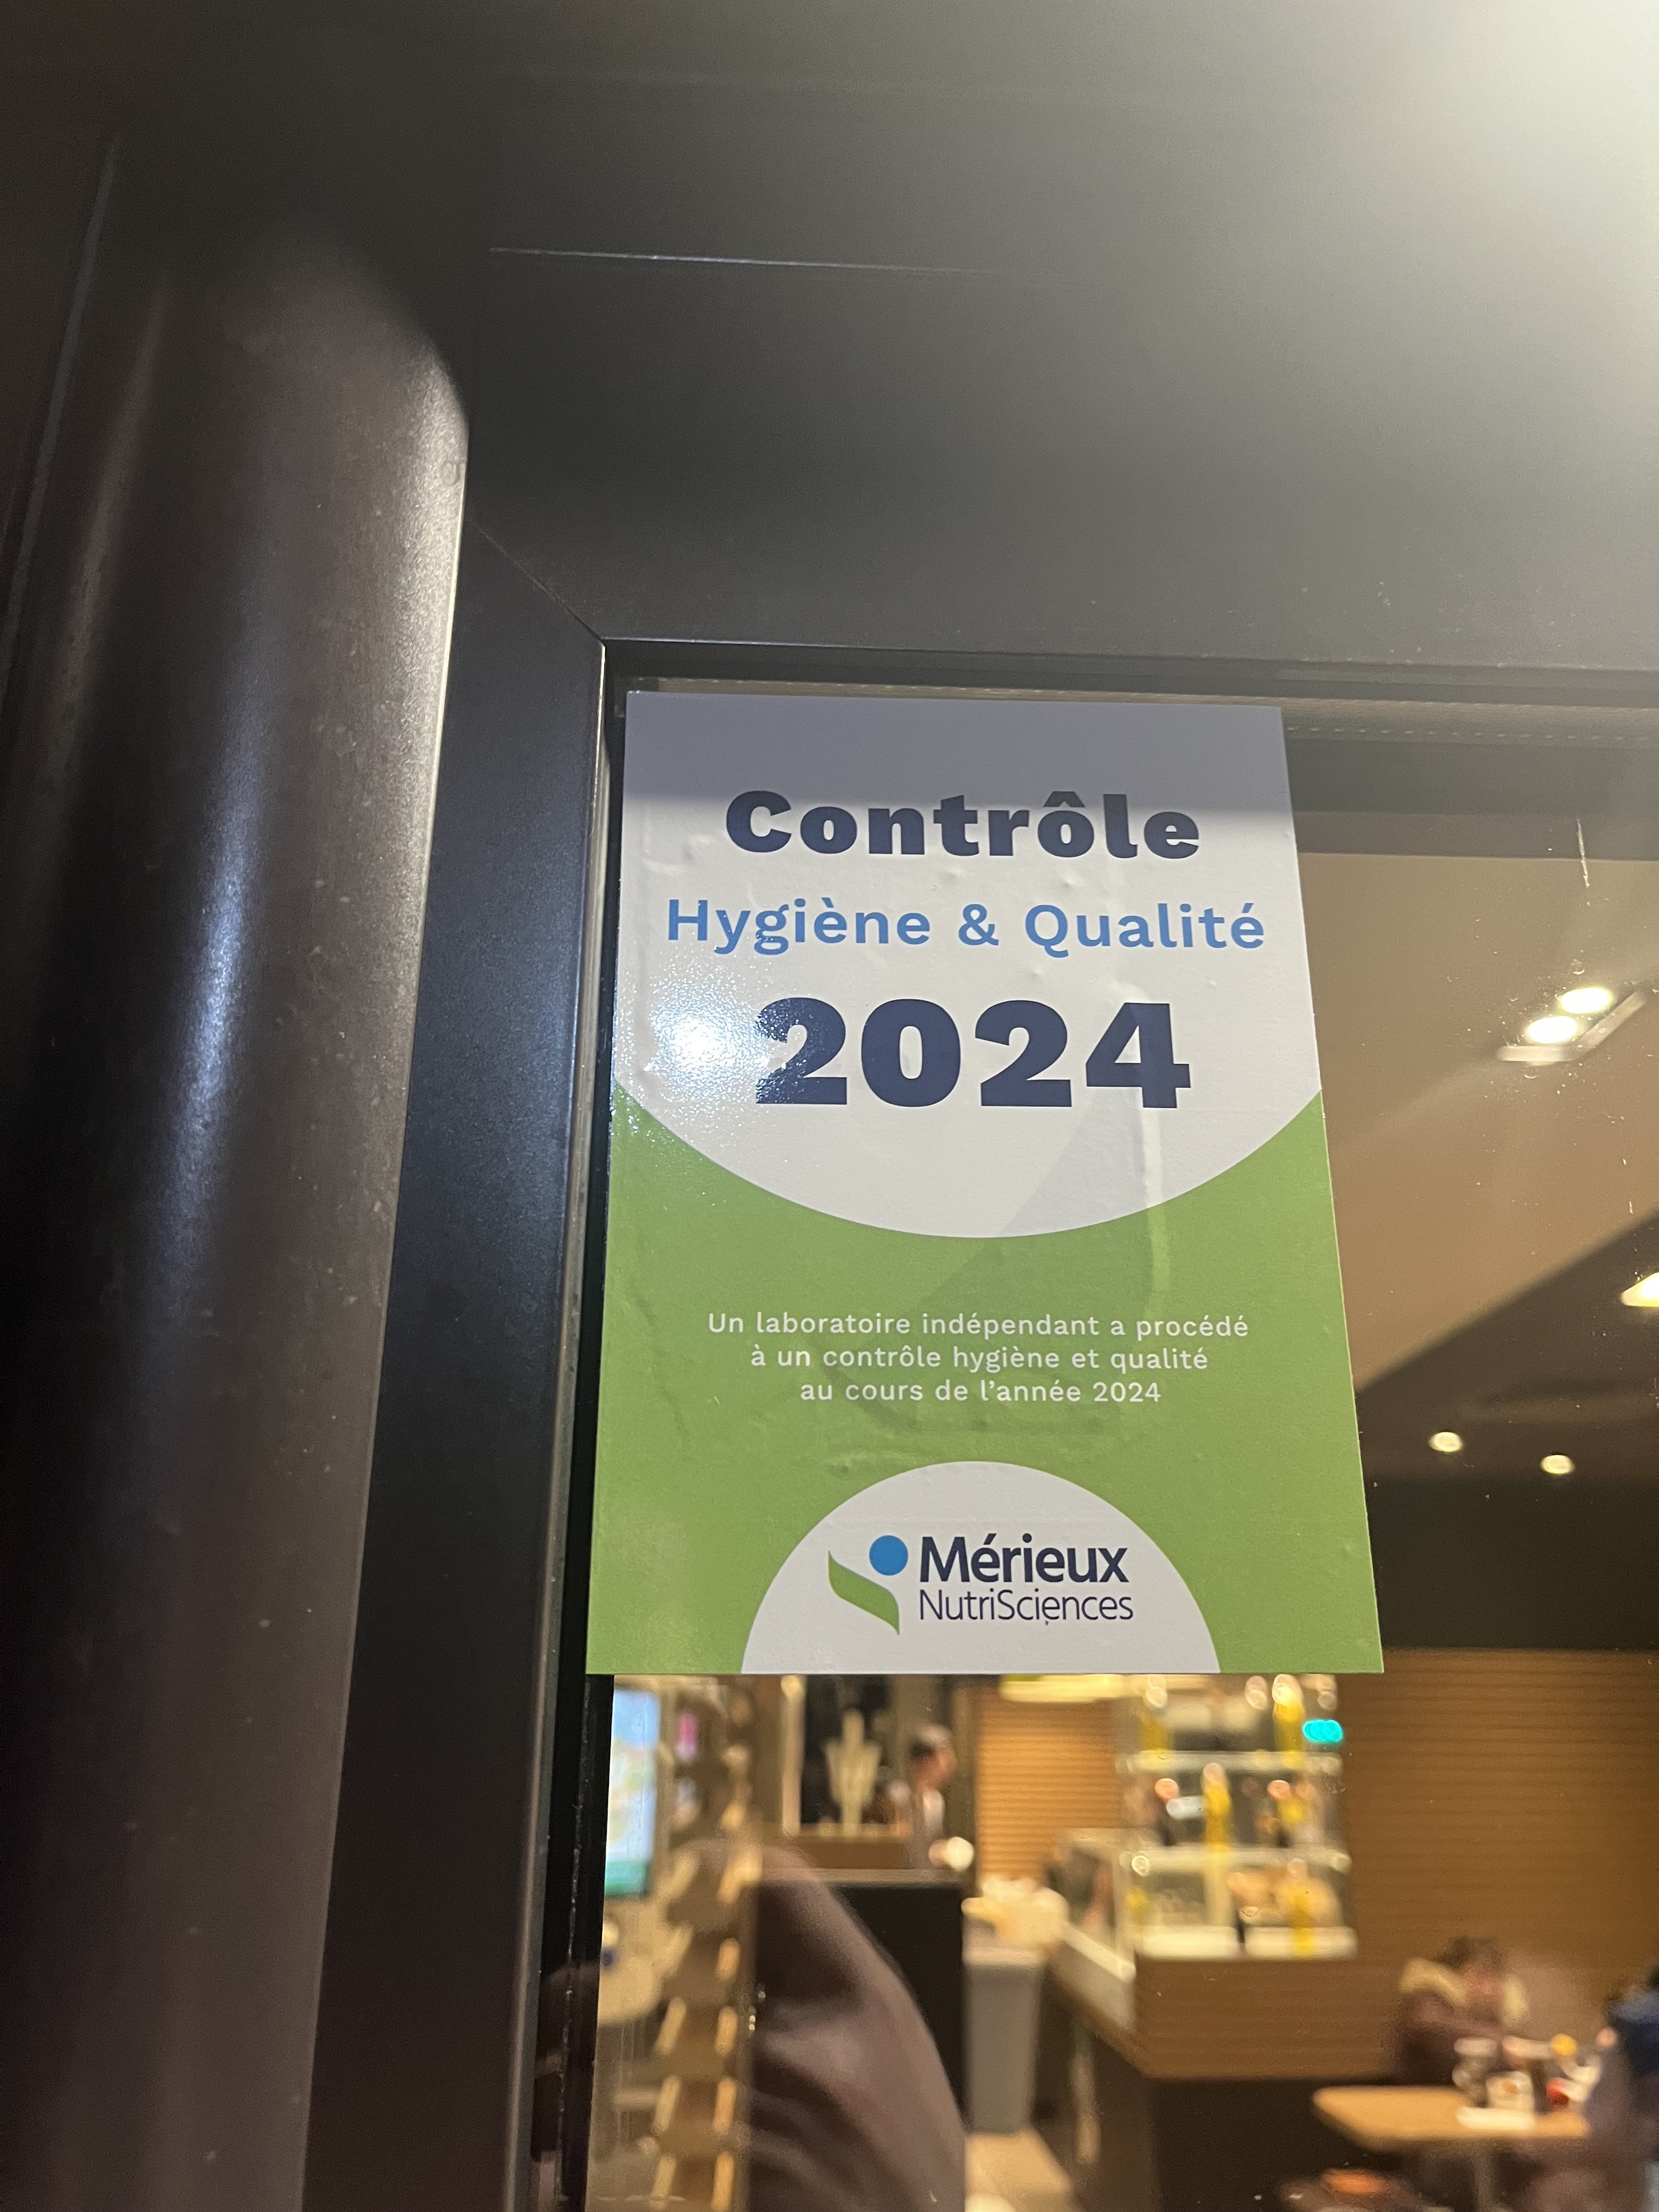 Contrôle
Hygiène & Qualité
2024
Un laboratoire indépendant a procédé
à un contrôle hygiène et qualité
au cours de l'année 2024
Mérieux
NutriSciences